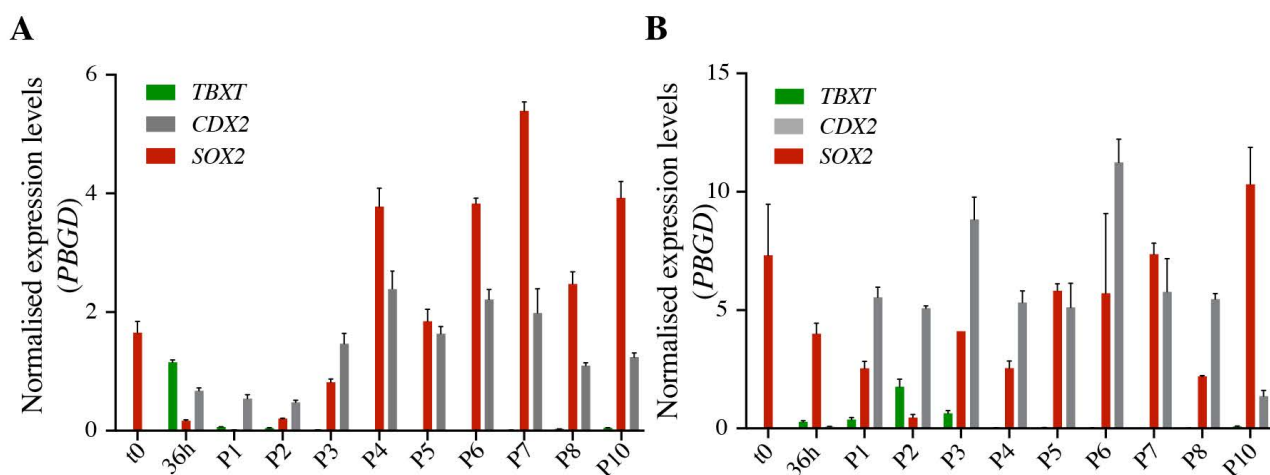 A
Normalised expression levels
(PBGD)
6
4
2
0
TBXT
CDX2
SOX2
t0
36h
P1
P2
P3
P4
P5
P6
P7
P8
P10
B
Normalised expression levels
(PBGD)
15
10
5
0
TBXT
CDX2
SOX2
t0
36h
P1
P2
P3
P4
P5
P6
P7
P8
P10